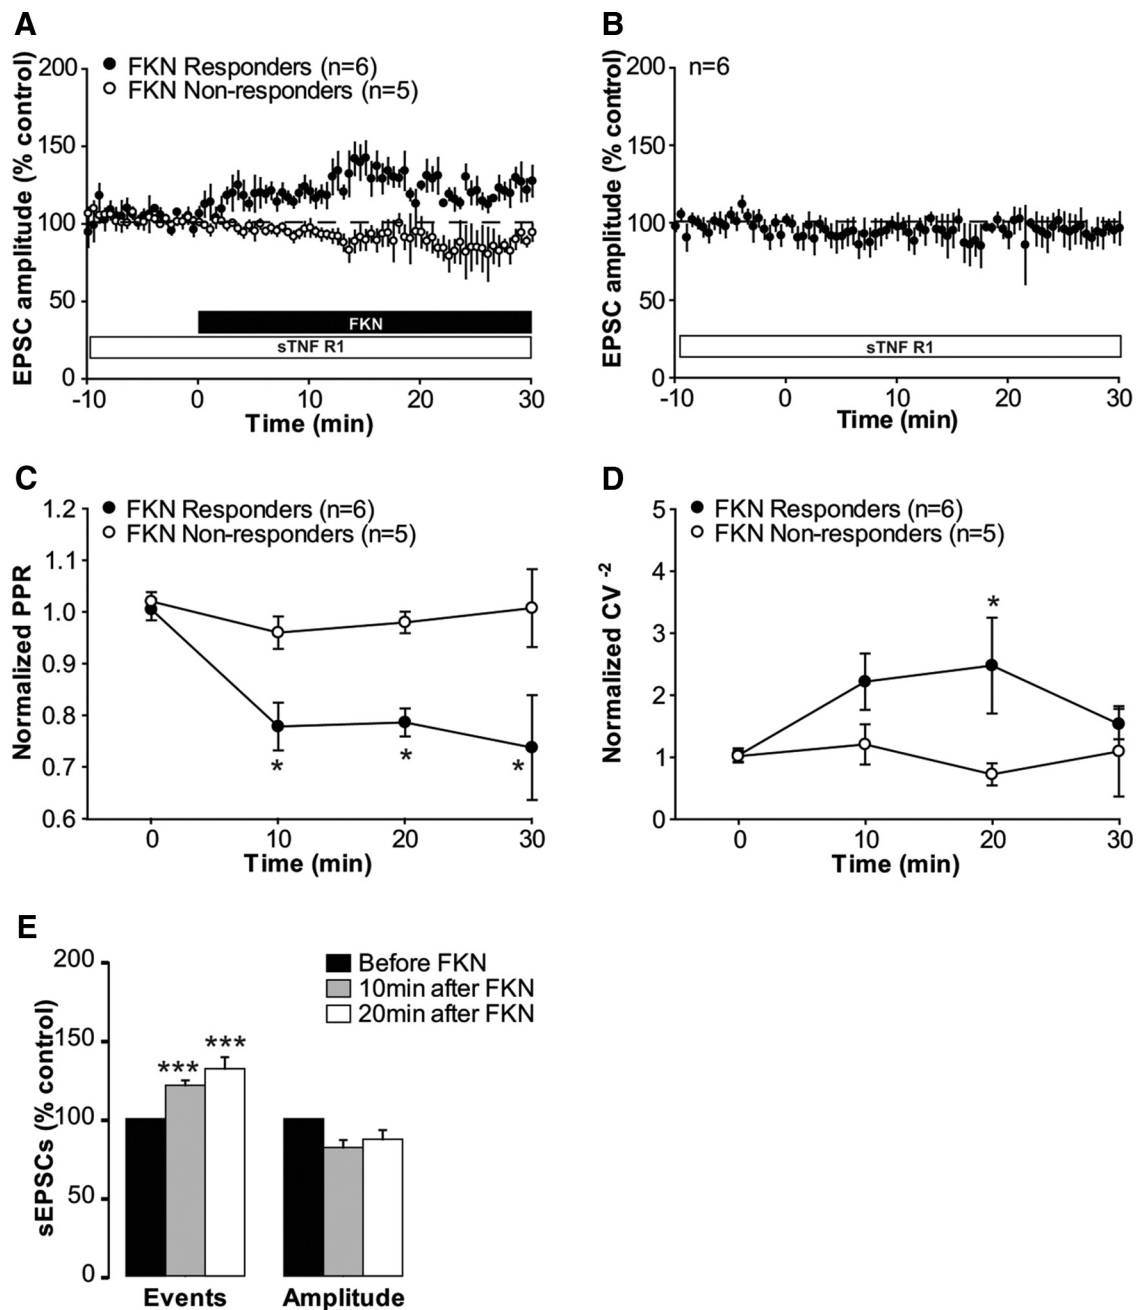 A
FKN Responders (n=6)
FKN Non-responders (n=5)
EPSC amplitude (% control)
200
150
100
50
0
FKN
sTNF R1
-10 0 10 20 30
Time (min)
B
n=6
EPSC amplitude (% control)
200
150
100
50
0
sTNF R1
-10 0 10 20 30
Time (min)
C
FKN Responders (n=6)
FKN Non-responders (n=5)
Normalized PPR
1.2
1.1
1.0
0.9
0.8
0.7
0.6
* * *
0 10 20 30
Time (min)
D
FKN Responders (n=6)
FKN Non-responders (n=5)
Normalized CV -2
5
4
3
2
1
0
*
0 10 20 30
Time (min)
E
Before FKN
10min after FKN
20min after FKN
sEPSCs (% control)
200
150
100
50
0
*** ***
Events Amplitude